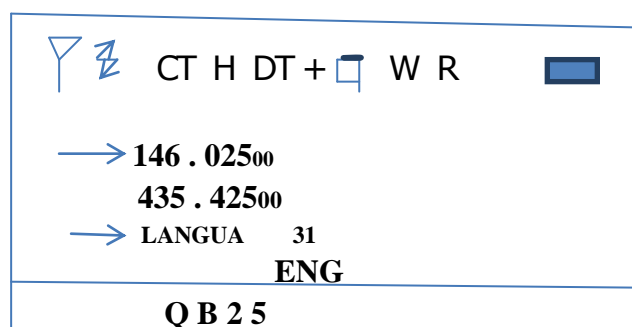 CT H DT + W R
146 . 02500
435 . 42500
LANGUA 31
ENG
Q B 2 5